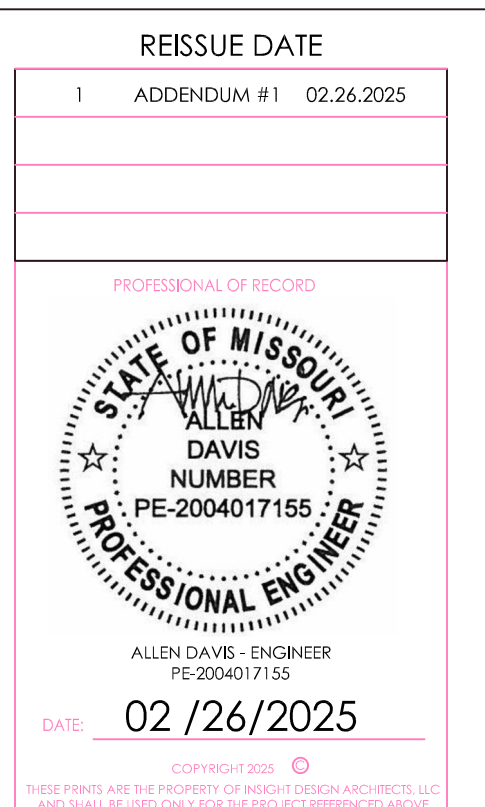 REISSUE DATE
1 ADDENDUM #1 02.26.2025
PROFESSIONAL OF RECORD
STATE OF MISSOURI
ALLEN
DAVIS
NUMBER
PE-2004017155
PROFESSIONAL ENGINEER
ALLEN DAVIS - ENGINEER
PE-2004017155
DATE: 02 /26/2025
COPYRIGHT 2025 ©
THESE PRINTS ARE THE PROPERTY OF INSIGHT DESIGN ARCHITECTS, LLC
AND SHALL BE USED ONLY FOR THE PROJECT REFERENCED ABOVE